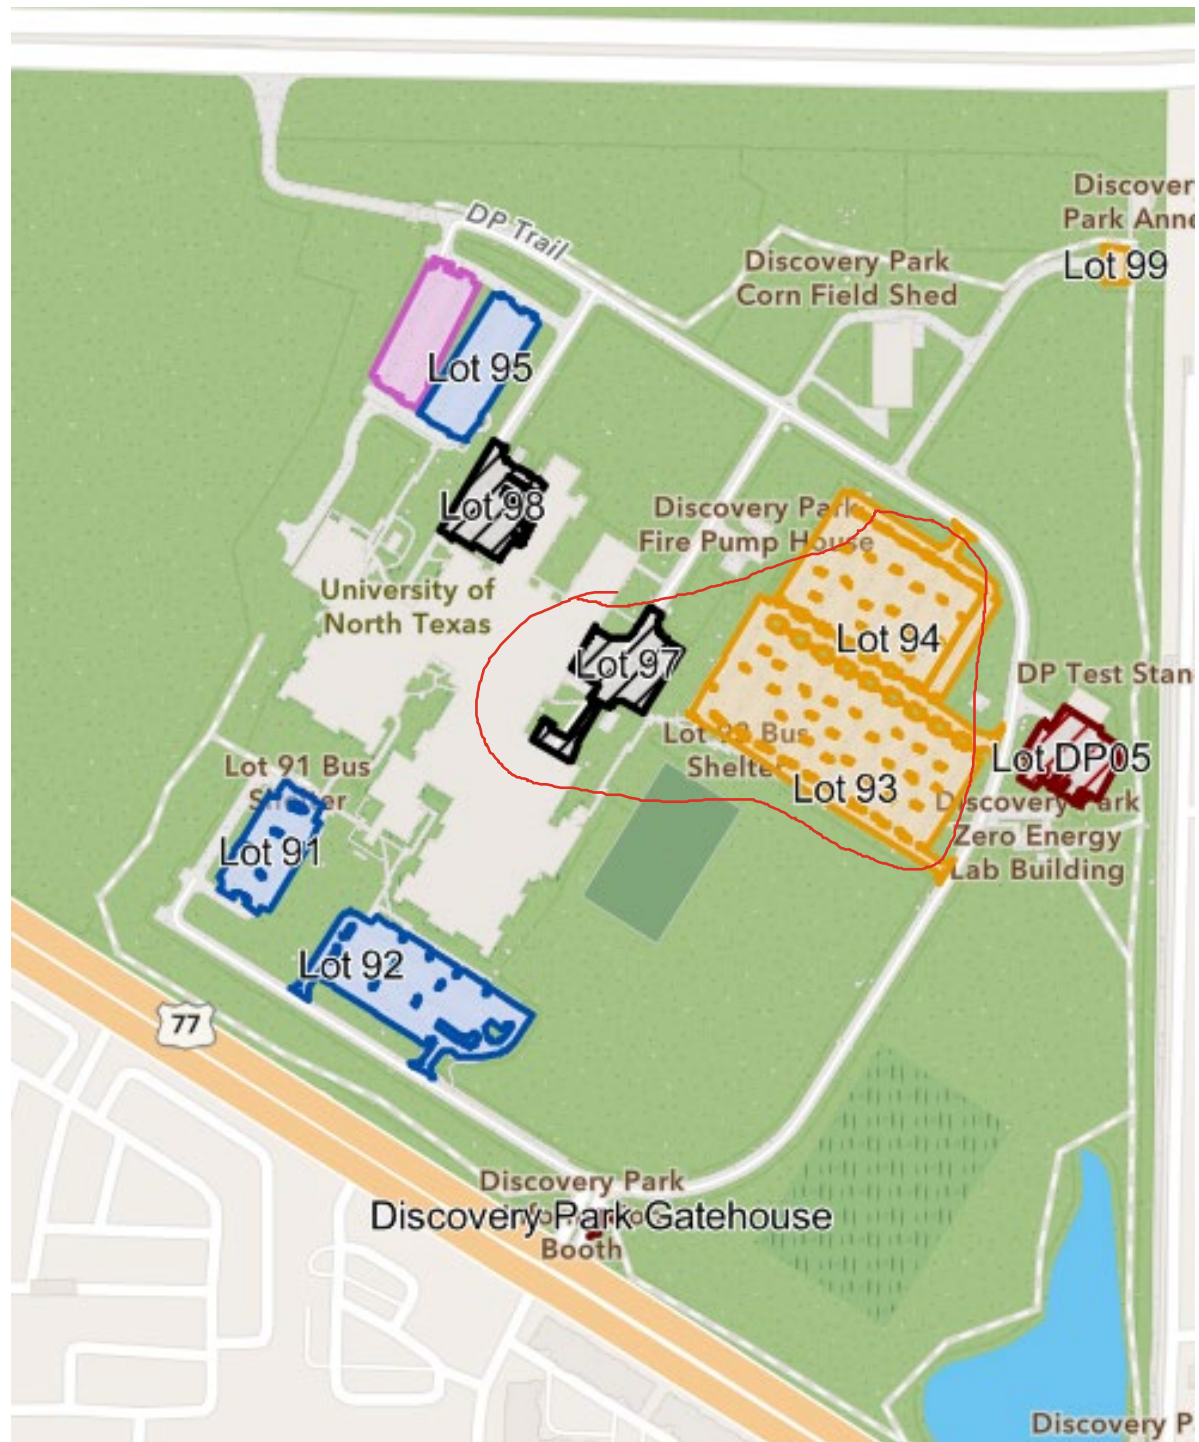 DP Trail
Discover
Park Anne
Lot 99
Discovery Park
Corn Field Shed
Lot 95
Lot 98
Discovery Park
Fire Pump House
University of
North Texas
Lot 94
Lot 97
DP Test Stan
Lot 93 Bus
Shelter
Lot DP05
Lot 93
Discovery Park
Zero Energy
Lab Building
Lot 91 Bus
Shelter
Lot 91
Lot 92
77
Discovery Park
Discovery Park Gatehouse
Booth
Discovery P